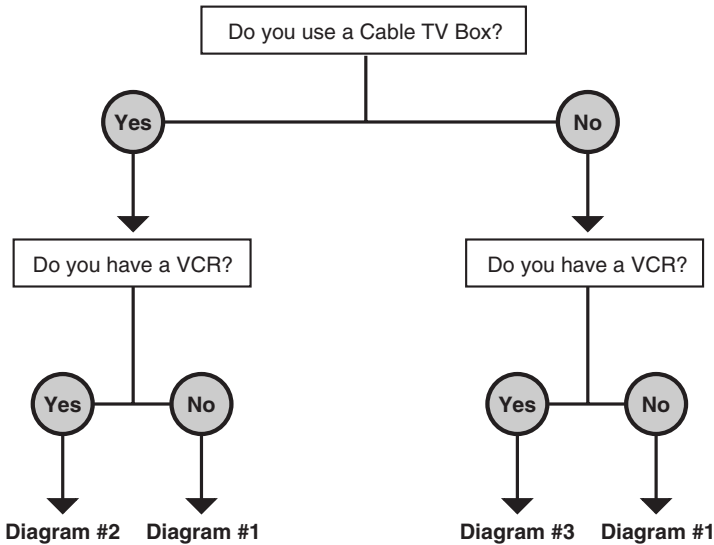 Do you use a Cable TV Box?
Yes
No
Do you have a VCR?
Do you have a VCR?
Yes
No
Yes
No
Diagram #2
Diagram #1
Diagram #3
Diagram #1